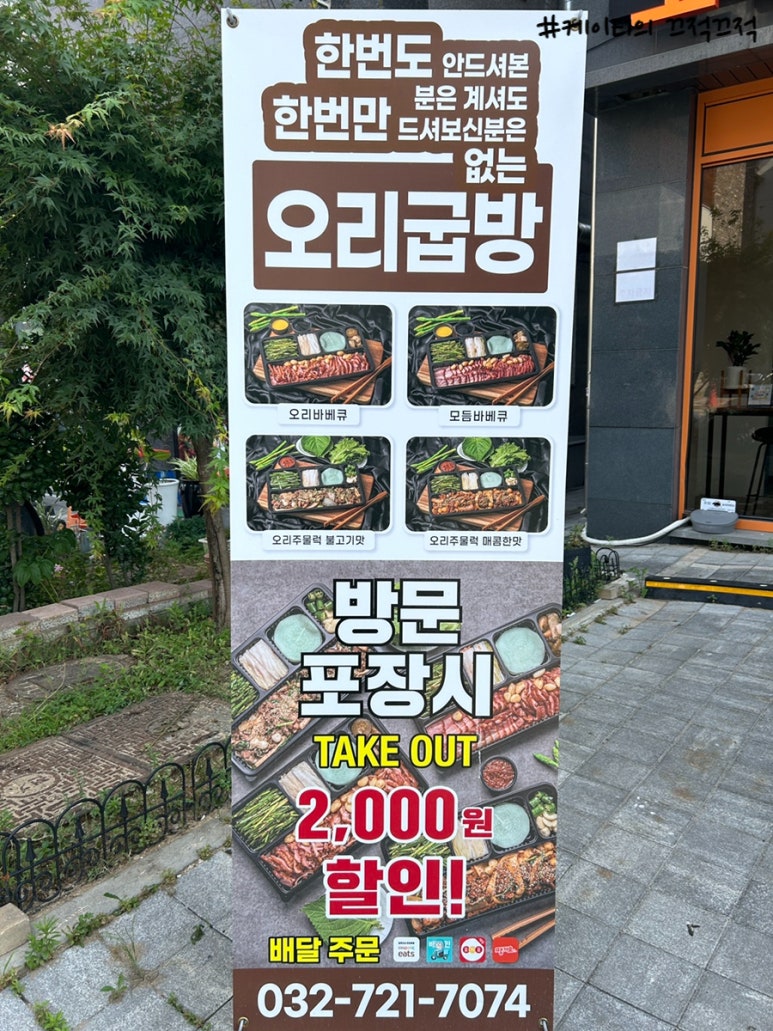 #케이타의 끄적끄적
한번도 안드셔본
분은 계셔도
한번만 드셔보신분은
없는
오리굽방
오리바베큐
모듬바베큐
오리주물럭 불고기맛
오리주물럭 매콤한맛
방문
포장시
TAKE OUT
2,000원
할인!
배달 주문
eats
032-721-7074